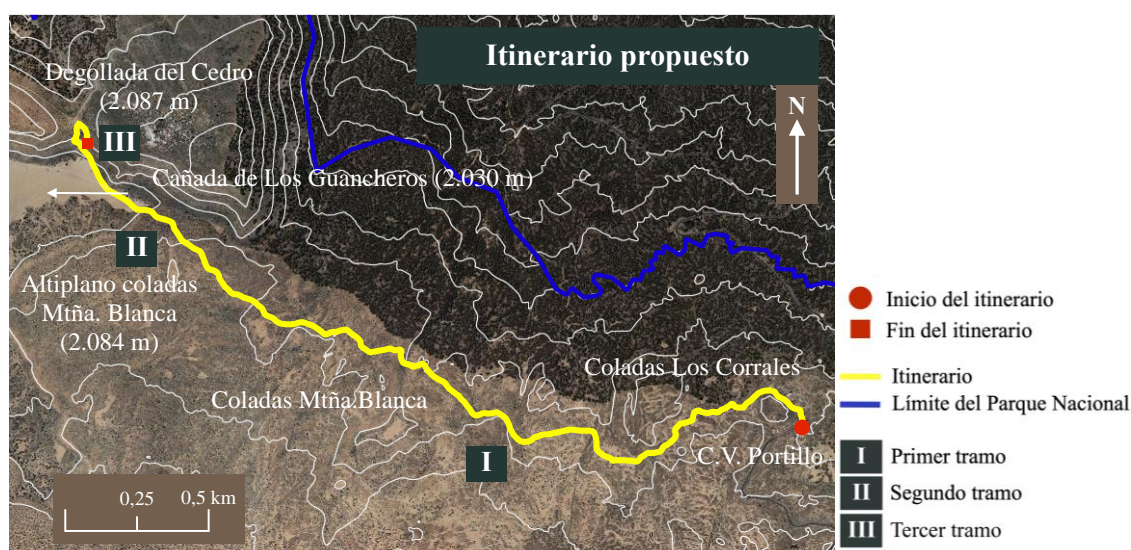 Itinerario propuesto
Degollada del Cedro
(2.087 m)
III
N
Cañada de Los Guancheros (2.030 m)
II
Altiplano coladas
Mtña. Blanca
(2.084 m)
Coladas Los Corrales
Coladas Mtña.Blanca
I
C.V. Portillo
0,25
0,5 km
Inicio del itinerario
Fin del itinerario
Itinerario
Límite del Parque Nacional
I Primer tramo
II Segundo tramo
III Tercer tramo